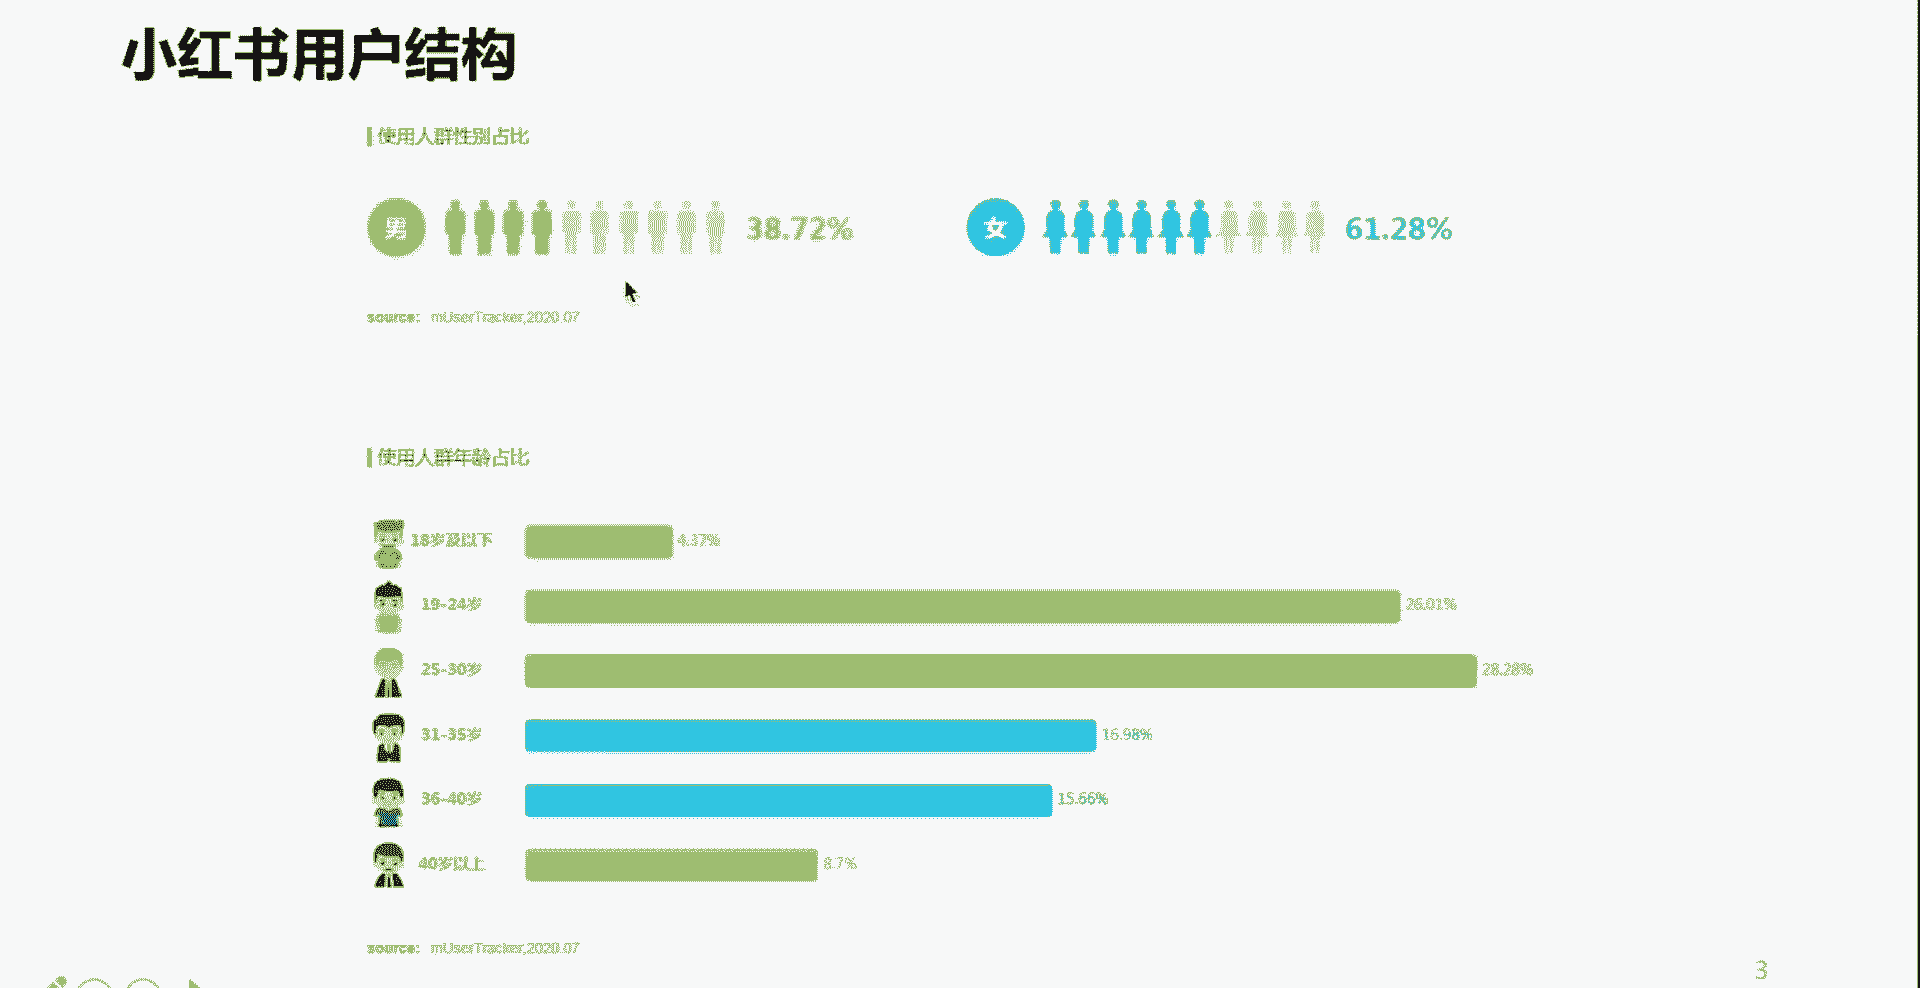 小红书用户结构
使用人群性别占比
男 38.72% 女 61.28%
source: mUserTracker,2020.07
使用人群年龄占比
18岁及以下 4.37%
19-24岁 26.01%
25-30岁 28.28%
31-35岁 16.98%
36-40岁 15.66%
40岁以上 8.7%
source: mUserTracker,2020.07
3